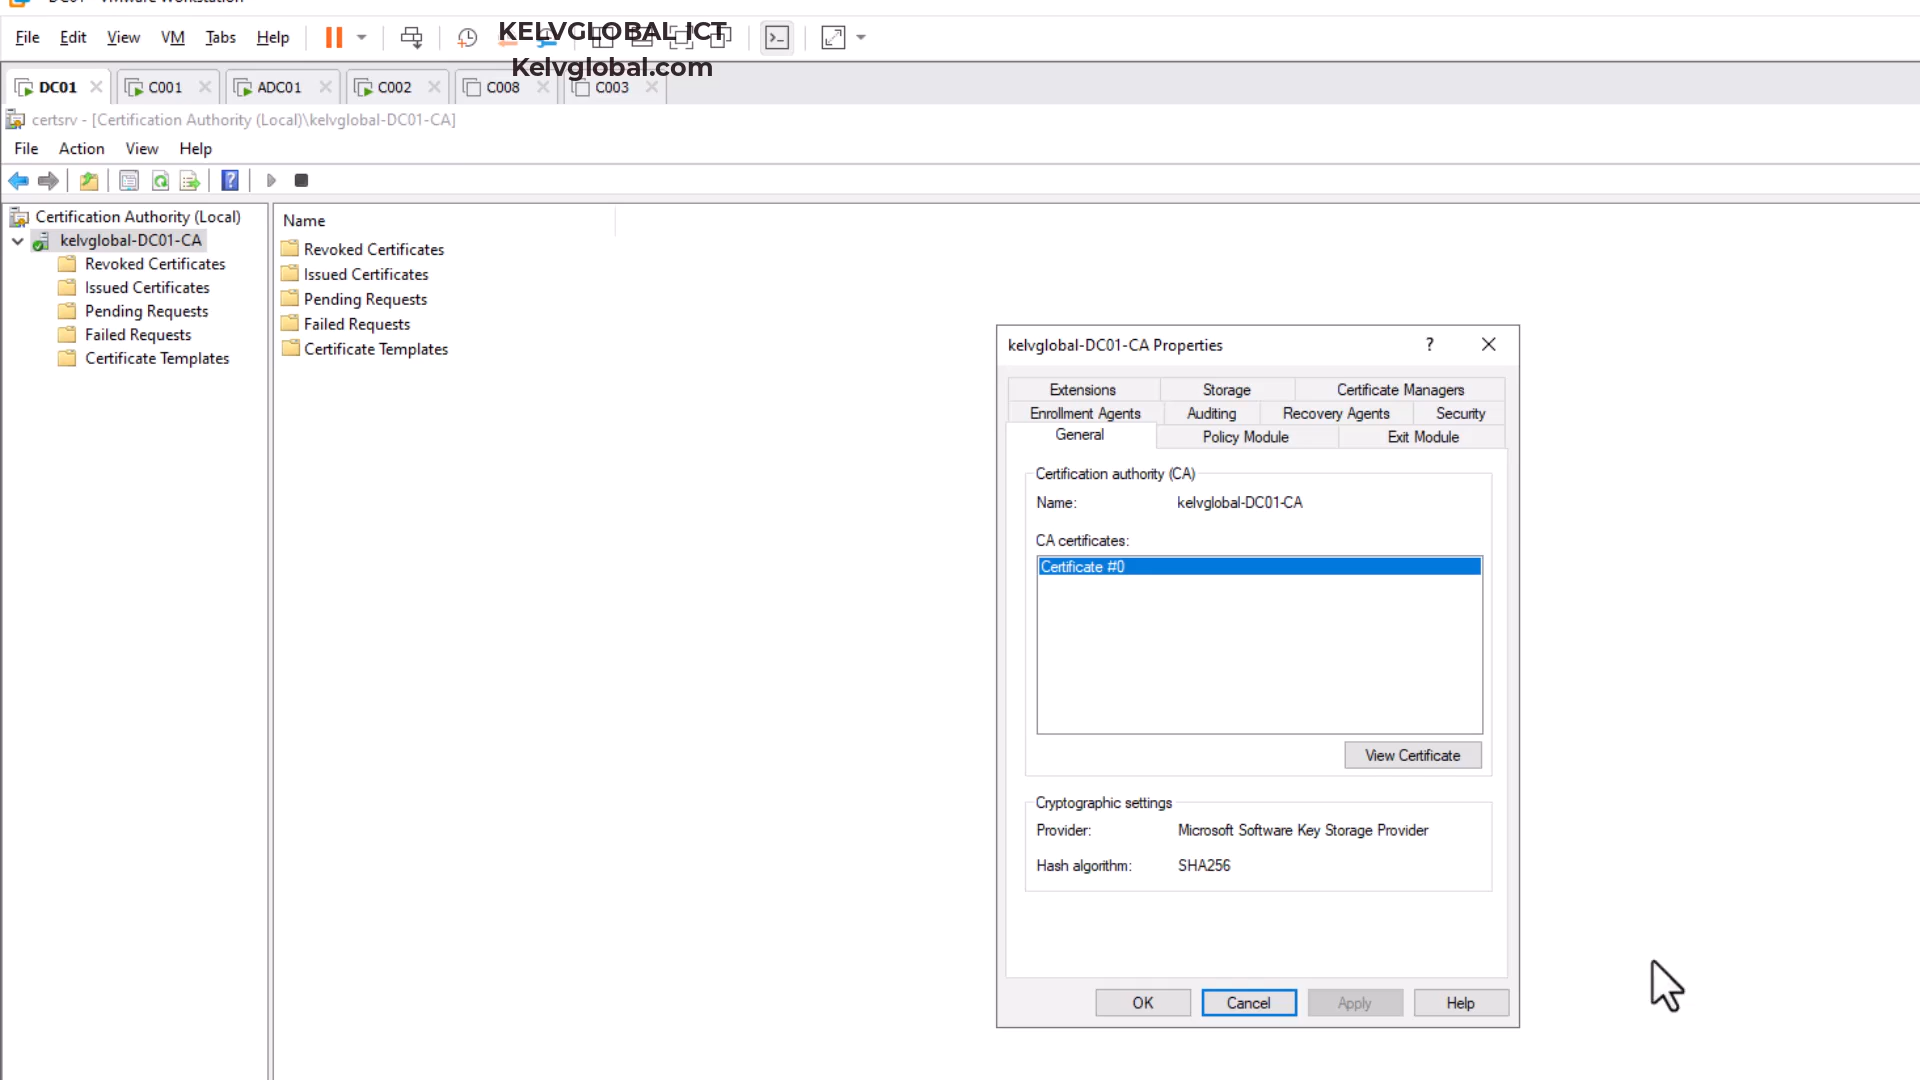 DC01 - VMware Workstation
File Edit View VM Tabs Help
KELVGLOBAL ICT
Kelvglobal.com
DC01 C001 ADC01 C002 C008 C003
certsrv - [Certification Authority (Local)\kelvglobal-DC01-CA]
File Action View Help
Certification Authority (Local)
kelvglobal-DC01-CA
Revoked Certificates
Issued Certificates
Pending Requests
Failed Requests
Certificate Templates
Name
Revoked Certificates
Issued Certificates
Pending Requests
Failed Requests
Certificate Templates
kelvglobal-DC01-CA Properties
Extensions Storage Certificate Managers
Enrollment Agents Auditing Recovery Agents Security
General Policy Module Exit Module
Certification authority (CA)
Name: kelvglobal-DC01-CA
CA certificates:
Certificate #0
View Certificate
Cryptographic settings
Provider: Microsoft Software Key Storage Provider
Hash algorithm: SHA256
OK Cancel Apply Help